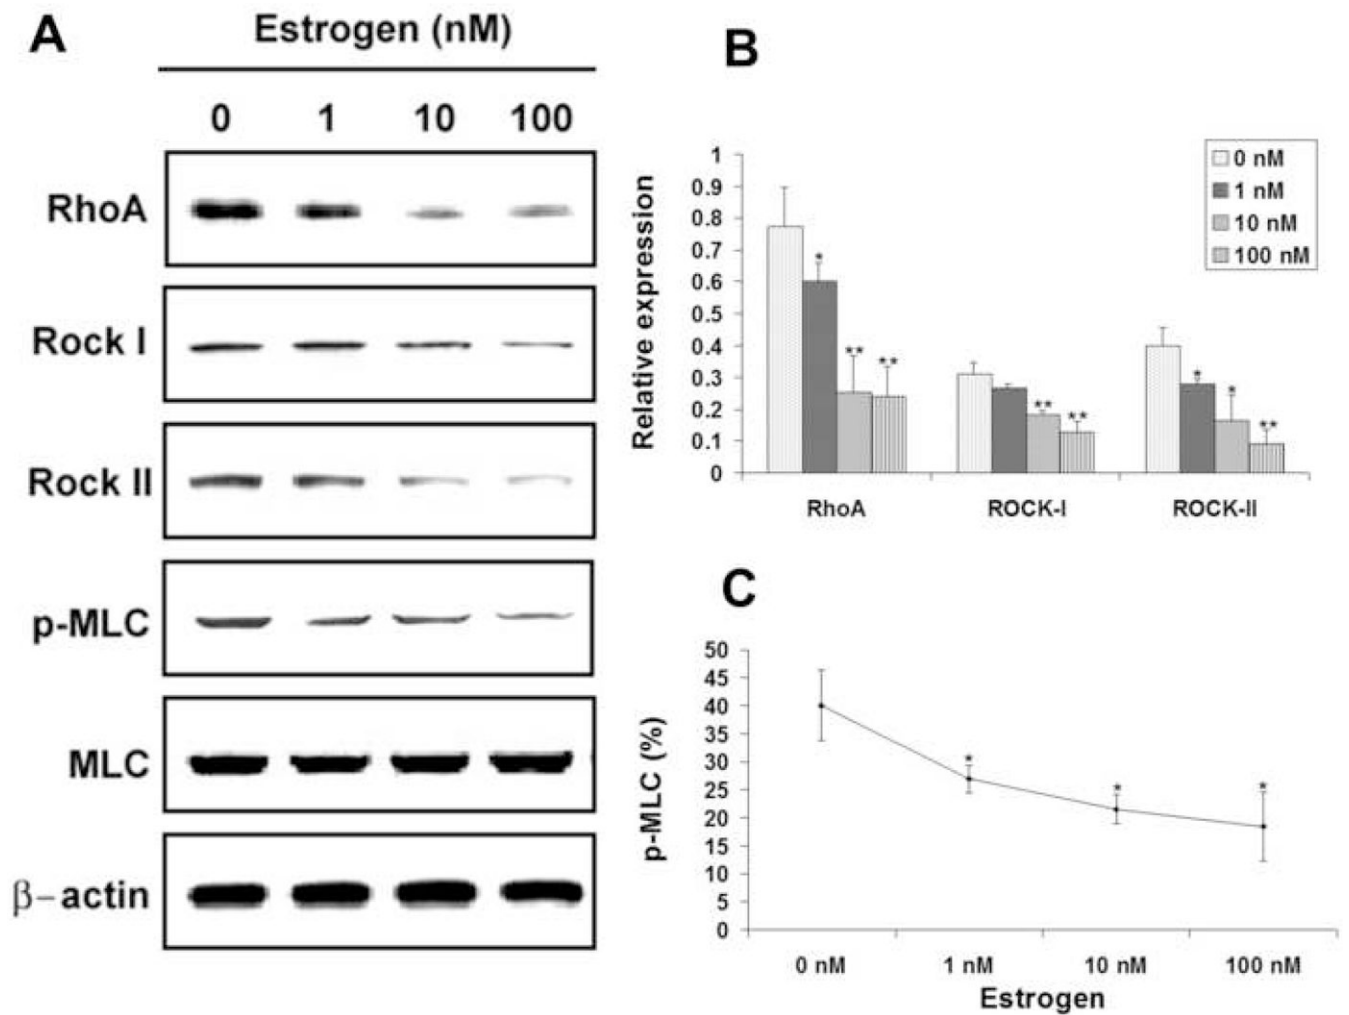 A
Estrogen (nM)
0 1 10 100
RhoA
Rock I
Rock II
p-MLC
MLC
β-actin
B
Relative expression
1
0.9
0.8
0.7
0.6
0.5
0.4
0.3
0.2
0.1
0
0 nM
1 nM
10 nM
100 nM
*
** **
** **
* *
**
RhoA ROCK-I ROCK-II
C
p-MLC (%)
50
45
40
35
30
25
20
15
10
5
0
* * *
0 nM 1 nM 10 nM 100 nM
Estrogen